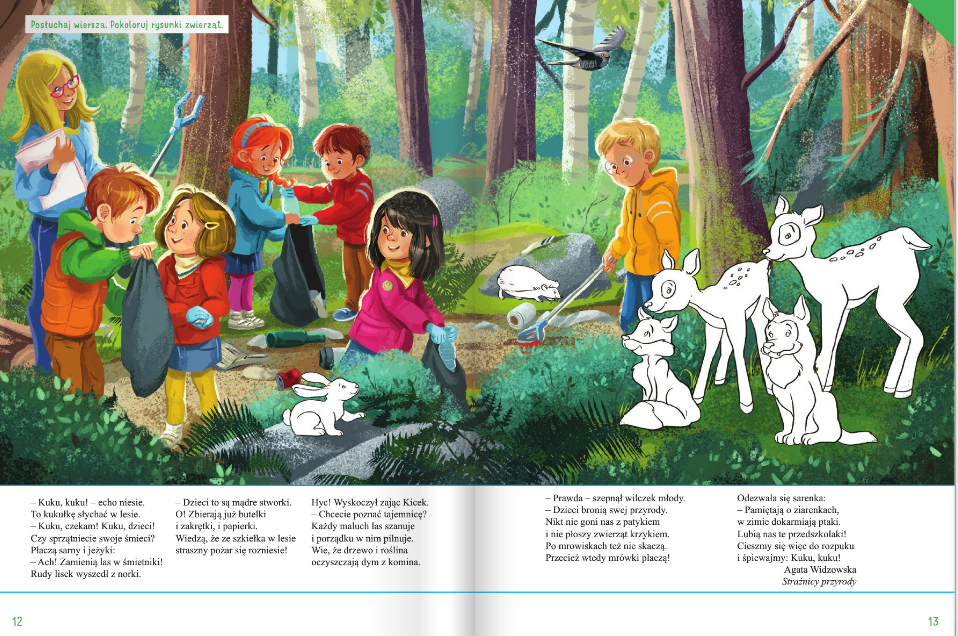 Posłuchaj wiersza. Pokoloruj rysunki zwierząt.
– Kuku, kuku! – echo niesie.
To kukułkę słychać w lesie.
– Kuku, czekam! Kuku, dzieci!
Czy sprzątniecie swoje śmieci?
Płaczą sarny i jeżyki:
– Ach! Zamienią las w śmietniki!
Rudy lisek wyszedł z norki.
– Dzieci to są mądre stworki.
O! Zbierają już butelki
i zakrętki, i papierki.
Wiedzą, że ze szkiełka w lesie
straszny pożar się rozniesie!
Hyc! Wyskoczył zając Kicek.
– Chcecie poznać tajemnicę?
Każdy maluch las szanuje
i porządku w nim pilnuje.
Wie, że drzewo i roślina
oczyszczają dym z komina.
– Prawda – szepnął wilczek młody.
– Dzieci bronią swej przyrody.
Nikt nie goni nas z patykiem
i nie płoszy zwierząt krzykiem.
Po mrowiskach też nie skaczą.
Przecież wtedy mrówki płaczą!
Odezwała się sarenka:
– Pamiętają o ziarenkach,
w zimie dokarmiają ptaki.
Lubią nas te przedszkolaki!
Cieszmy się więc do rozpuku
i śpiewajmy: Kuku, kuku!
Agata Widzowska
Strażnicy przyrody
12
13